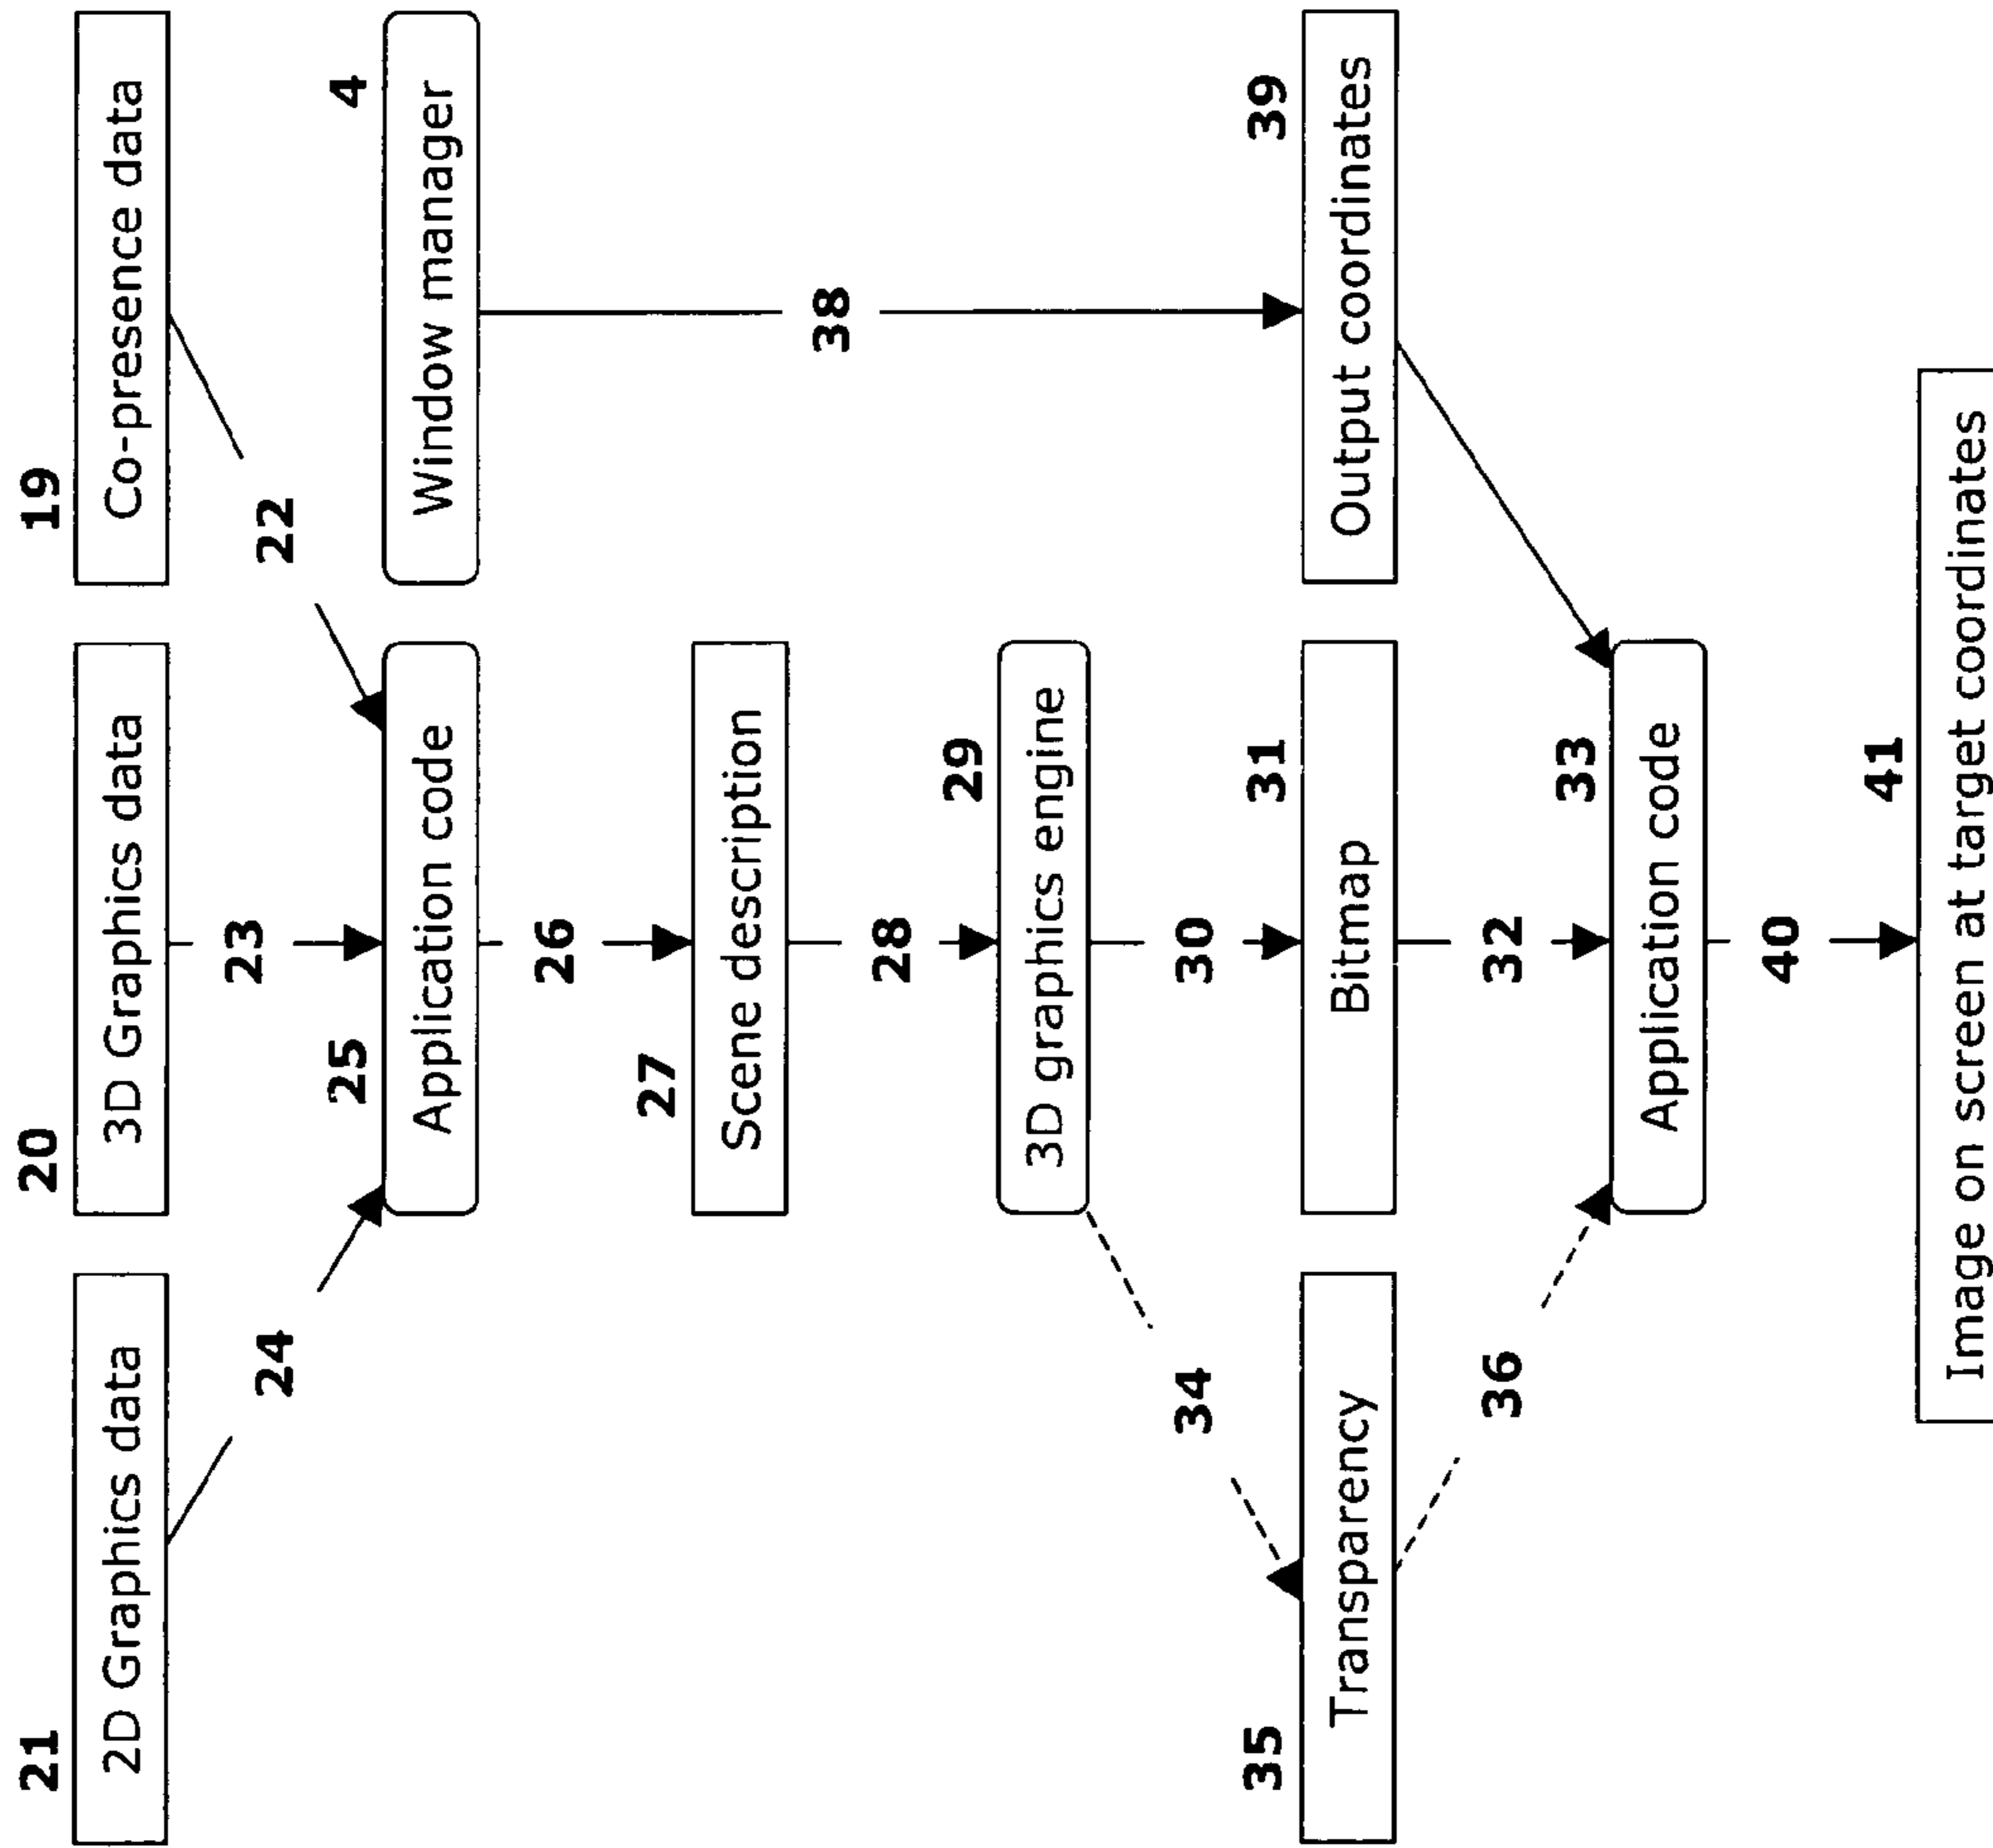 21
2D Graphics data
20
3D Graphics data
19
Co-presence data
24
23
22
25
Application code
4
Window manager
26
27
Scene description
38
28
29
3D graphics engine
34
30
35
Transparency
31
Bitmap
39
Output coordinates
36
32
33
Application code
40
41
Image on screen at target coordinates